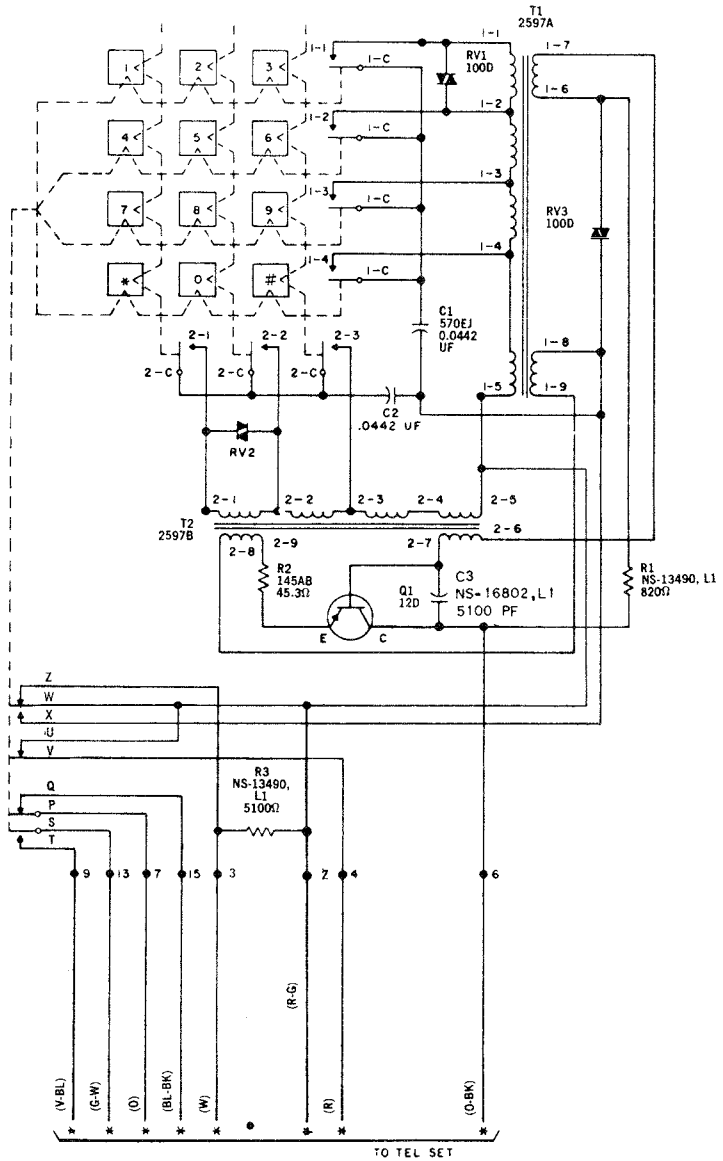 T1
2597A
1-1
1-7
1-1
1-C
RV1
100D
1-6
1 2 3
1-2
1-2
1-C
4 5 6
1-3
1-3
1-C
RV3
100D
7 8 9
1-4
1-4
1-C
* 0 #
C1
570EJ
0.0442
UF
2-1 2-2 2-3
1-8
2-C 2-C 2-C
1-5 1-9
C2
.0442 UF
RV2
2-1 2-2 2-3 2-4 2-5
T2
2597B
2-6
2-8 2-9 2-7
R2
145AB
45.3Ω
Q1
12D
C3
NS-16802,L1
5100 PF
R1
NS-13490, L1
820Ω
E C
Z
W
X
U
V
R3
NS-13490,
L1
5100Ω
Q
P
S
T
9 13 7 15 3 Z 4 6
(R-G)
(V-BL) (G-W) (O) (BL-BK) (W) (R) (O-BK)
* * * * * * * *
TO TEL SET